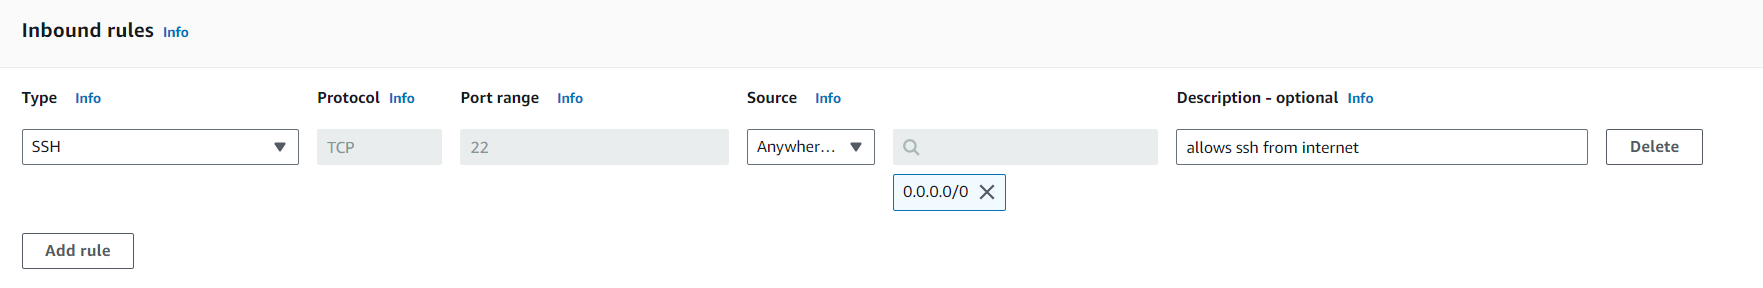 Inbound rules Info
Type Info Protocol Info Port range Info Source Info Description - optional Info
SSH TCP 22 Anywher... allows ssh from internet Delete
0.0.0.0/0
Add rule